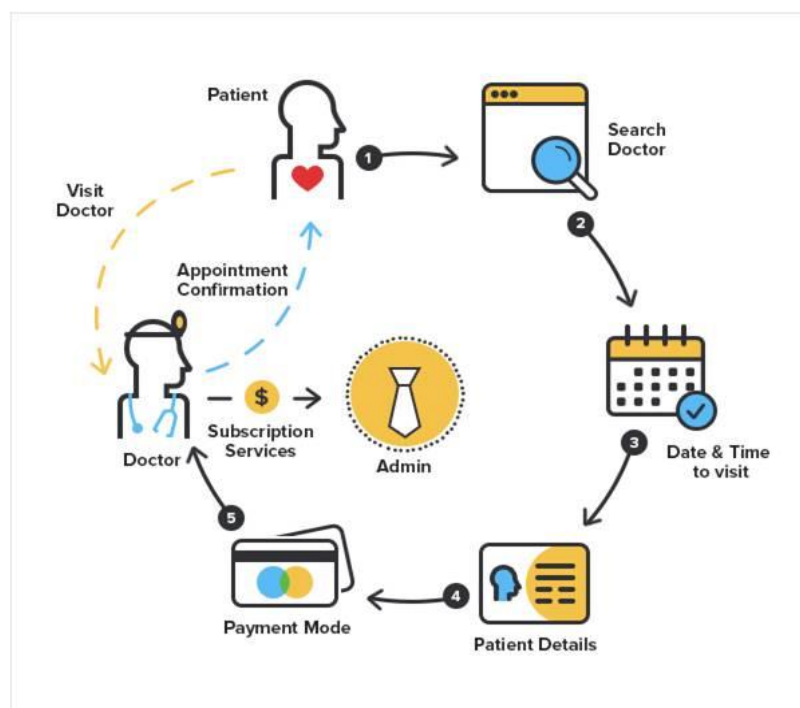 Patient
1
Search
Doctor
2
Visit
Doctor
Appointment
Confirmation
$
Subscription
Services
Doctor
Admin
3
Date & Time
to visit
5
4
Payment Mode
Patient Details